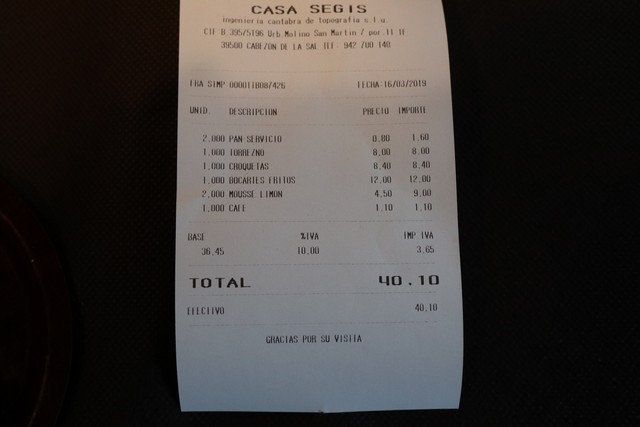 CASA SEGIS
ingenieria cantabra de topografia s.l.u.
CIF B.39575196 Urb.Molino San Martin 7 por.11 D
39500 CABEZON DE LA SAL TEF 942 700 140
FRA SIMP 00001TB087426 FECHA:16/03/2019
UNID. DESCRIPCION PRECIO IMPORTE
2,000 PAN SERVICIO 0,80 1,60
1,000 TORREZNO 8,00 8,00
1,000 CROQUETAS 8,40 8,40
1,000 BOCARTES FRITOS 12,00 12,00
2,000 MOUSSE LIMON 4,50 9,00
1,000 CAFE 1,10 1,10
BASE %IVA IMP.IVA
36,45 10,00 3,65
TOTAL 40.10
EFECTIVO 40,10
GRACIAS POR SU VISITA